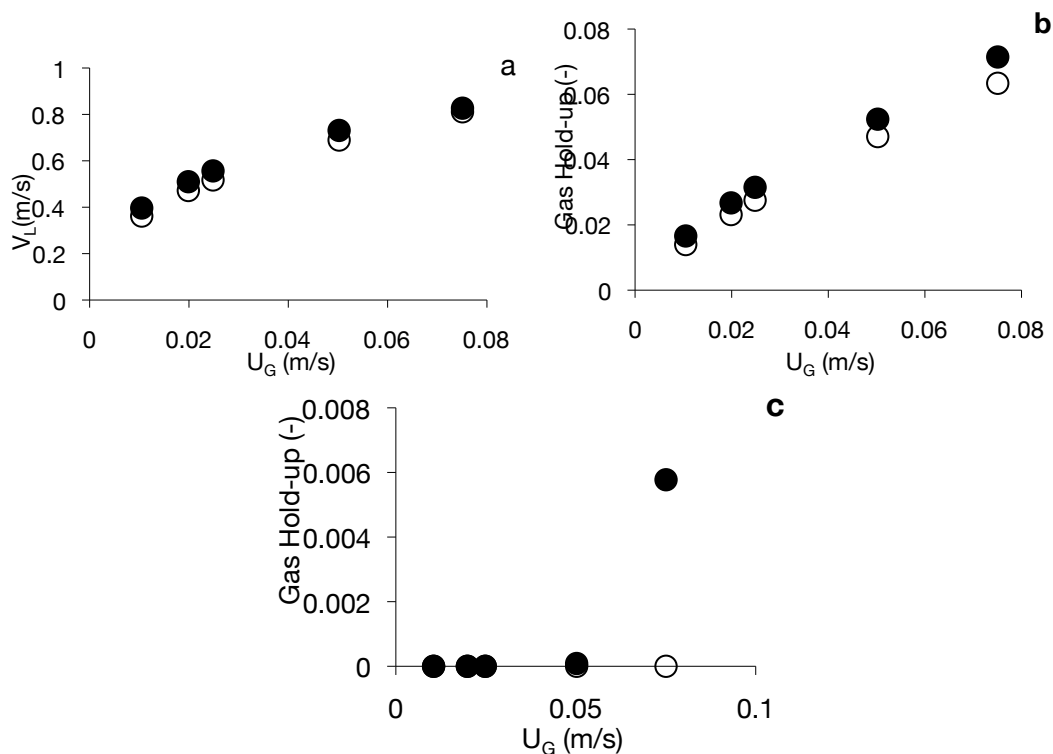 a
V_L(m/s)
1
0.8
0.6
0.4
0.2
0
0 0.02 0.04 0.06 0.08
U_G (m/s)
b
Gas Hold-up (-)
0.08
0.06
0.04
0.02
0
0 0.02 0.04 0.06 0.08
U_G (m/s)
c
Gas Hold-up (-)
0.008
0.006
0.004
0.002
0
0 0.05 0.1
U_G (m/s)